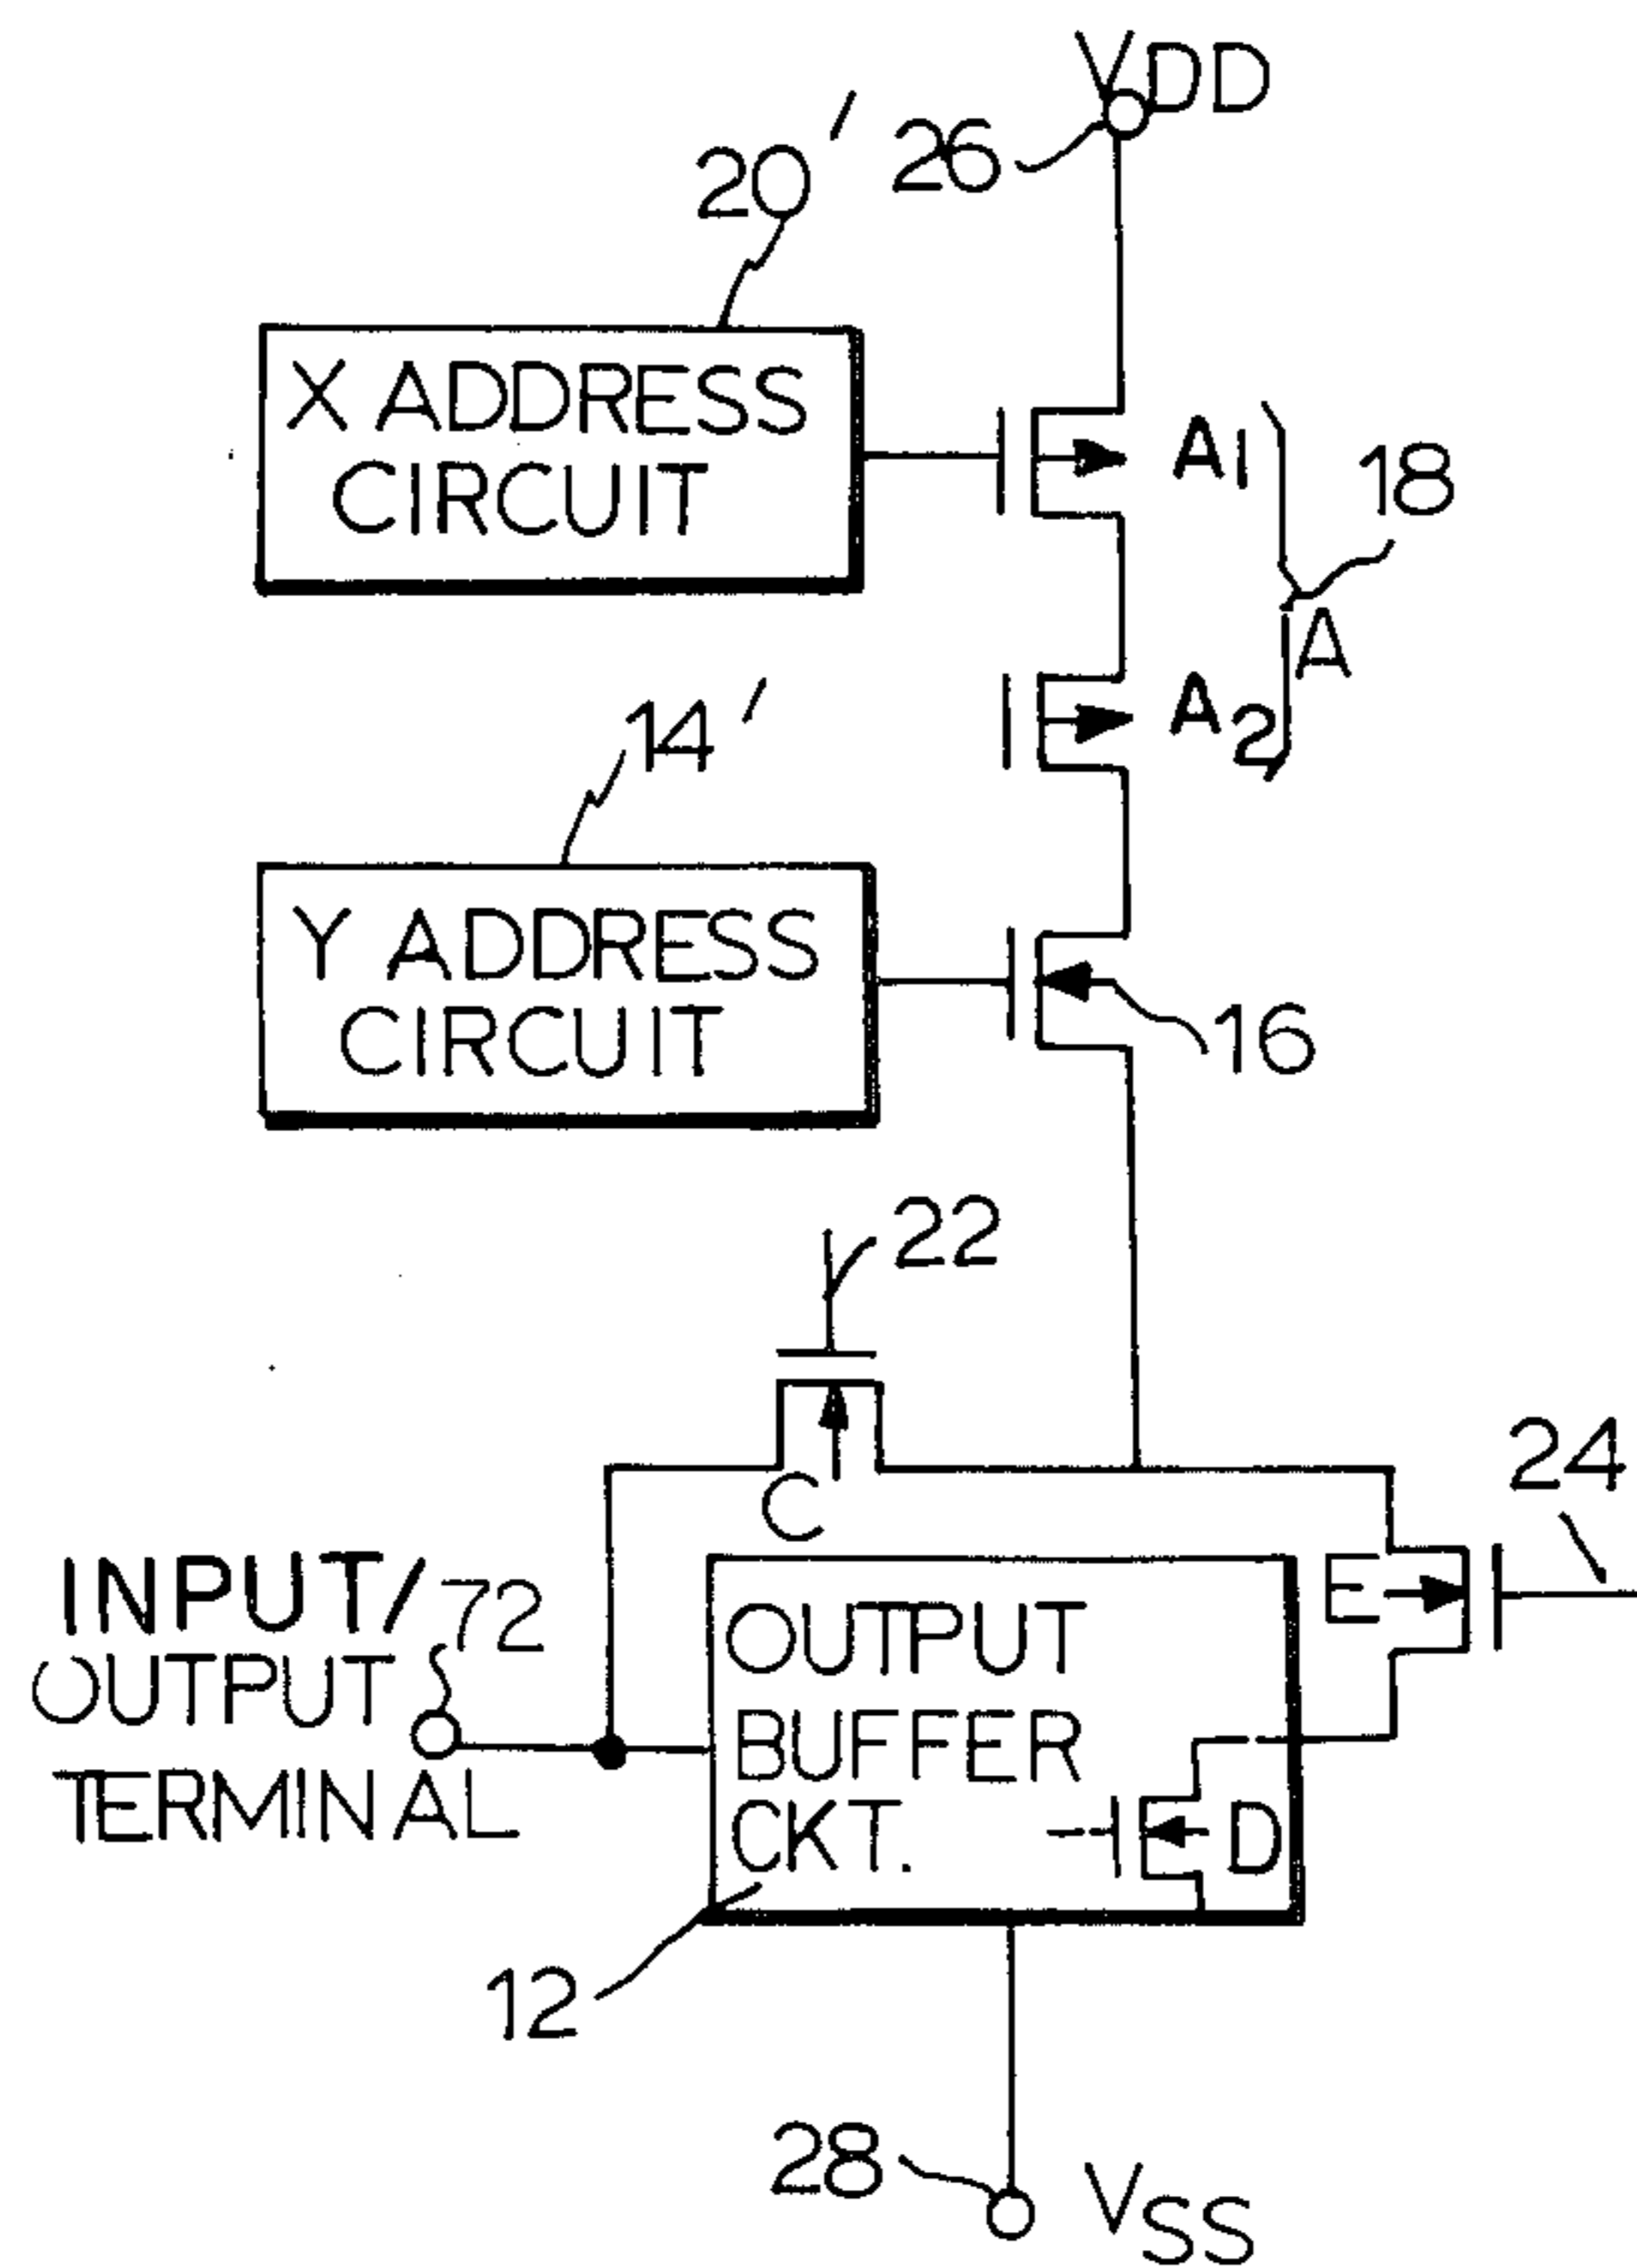 VDD
26
20'
X ADDRESS
CIRCUIT
A1
18
A
A2
14'
Y ADDRESS
CIRCUIT
16
22
C
24
E
INPUT/
OUTPUT
TERMINAL
72
OUTPUT
BUFFER
CKT.
D
12
28
VSS